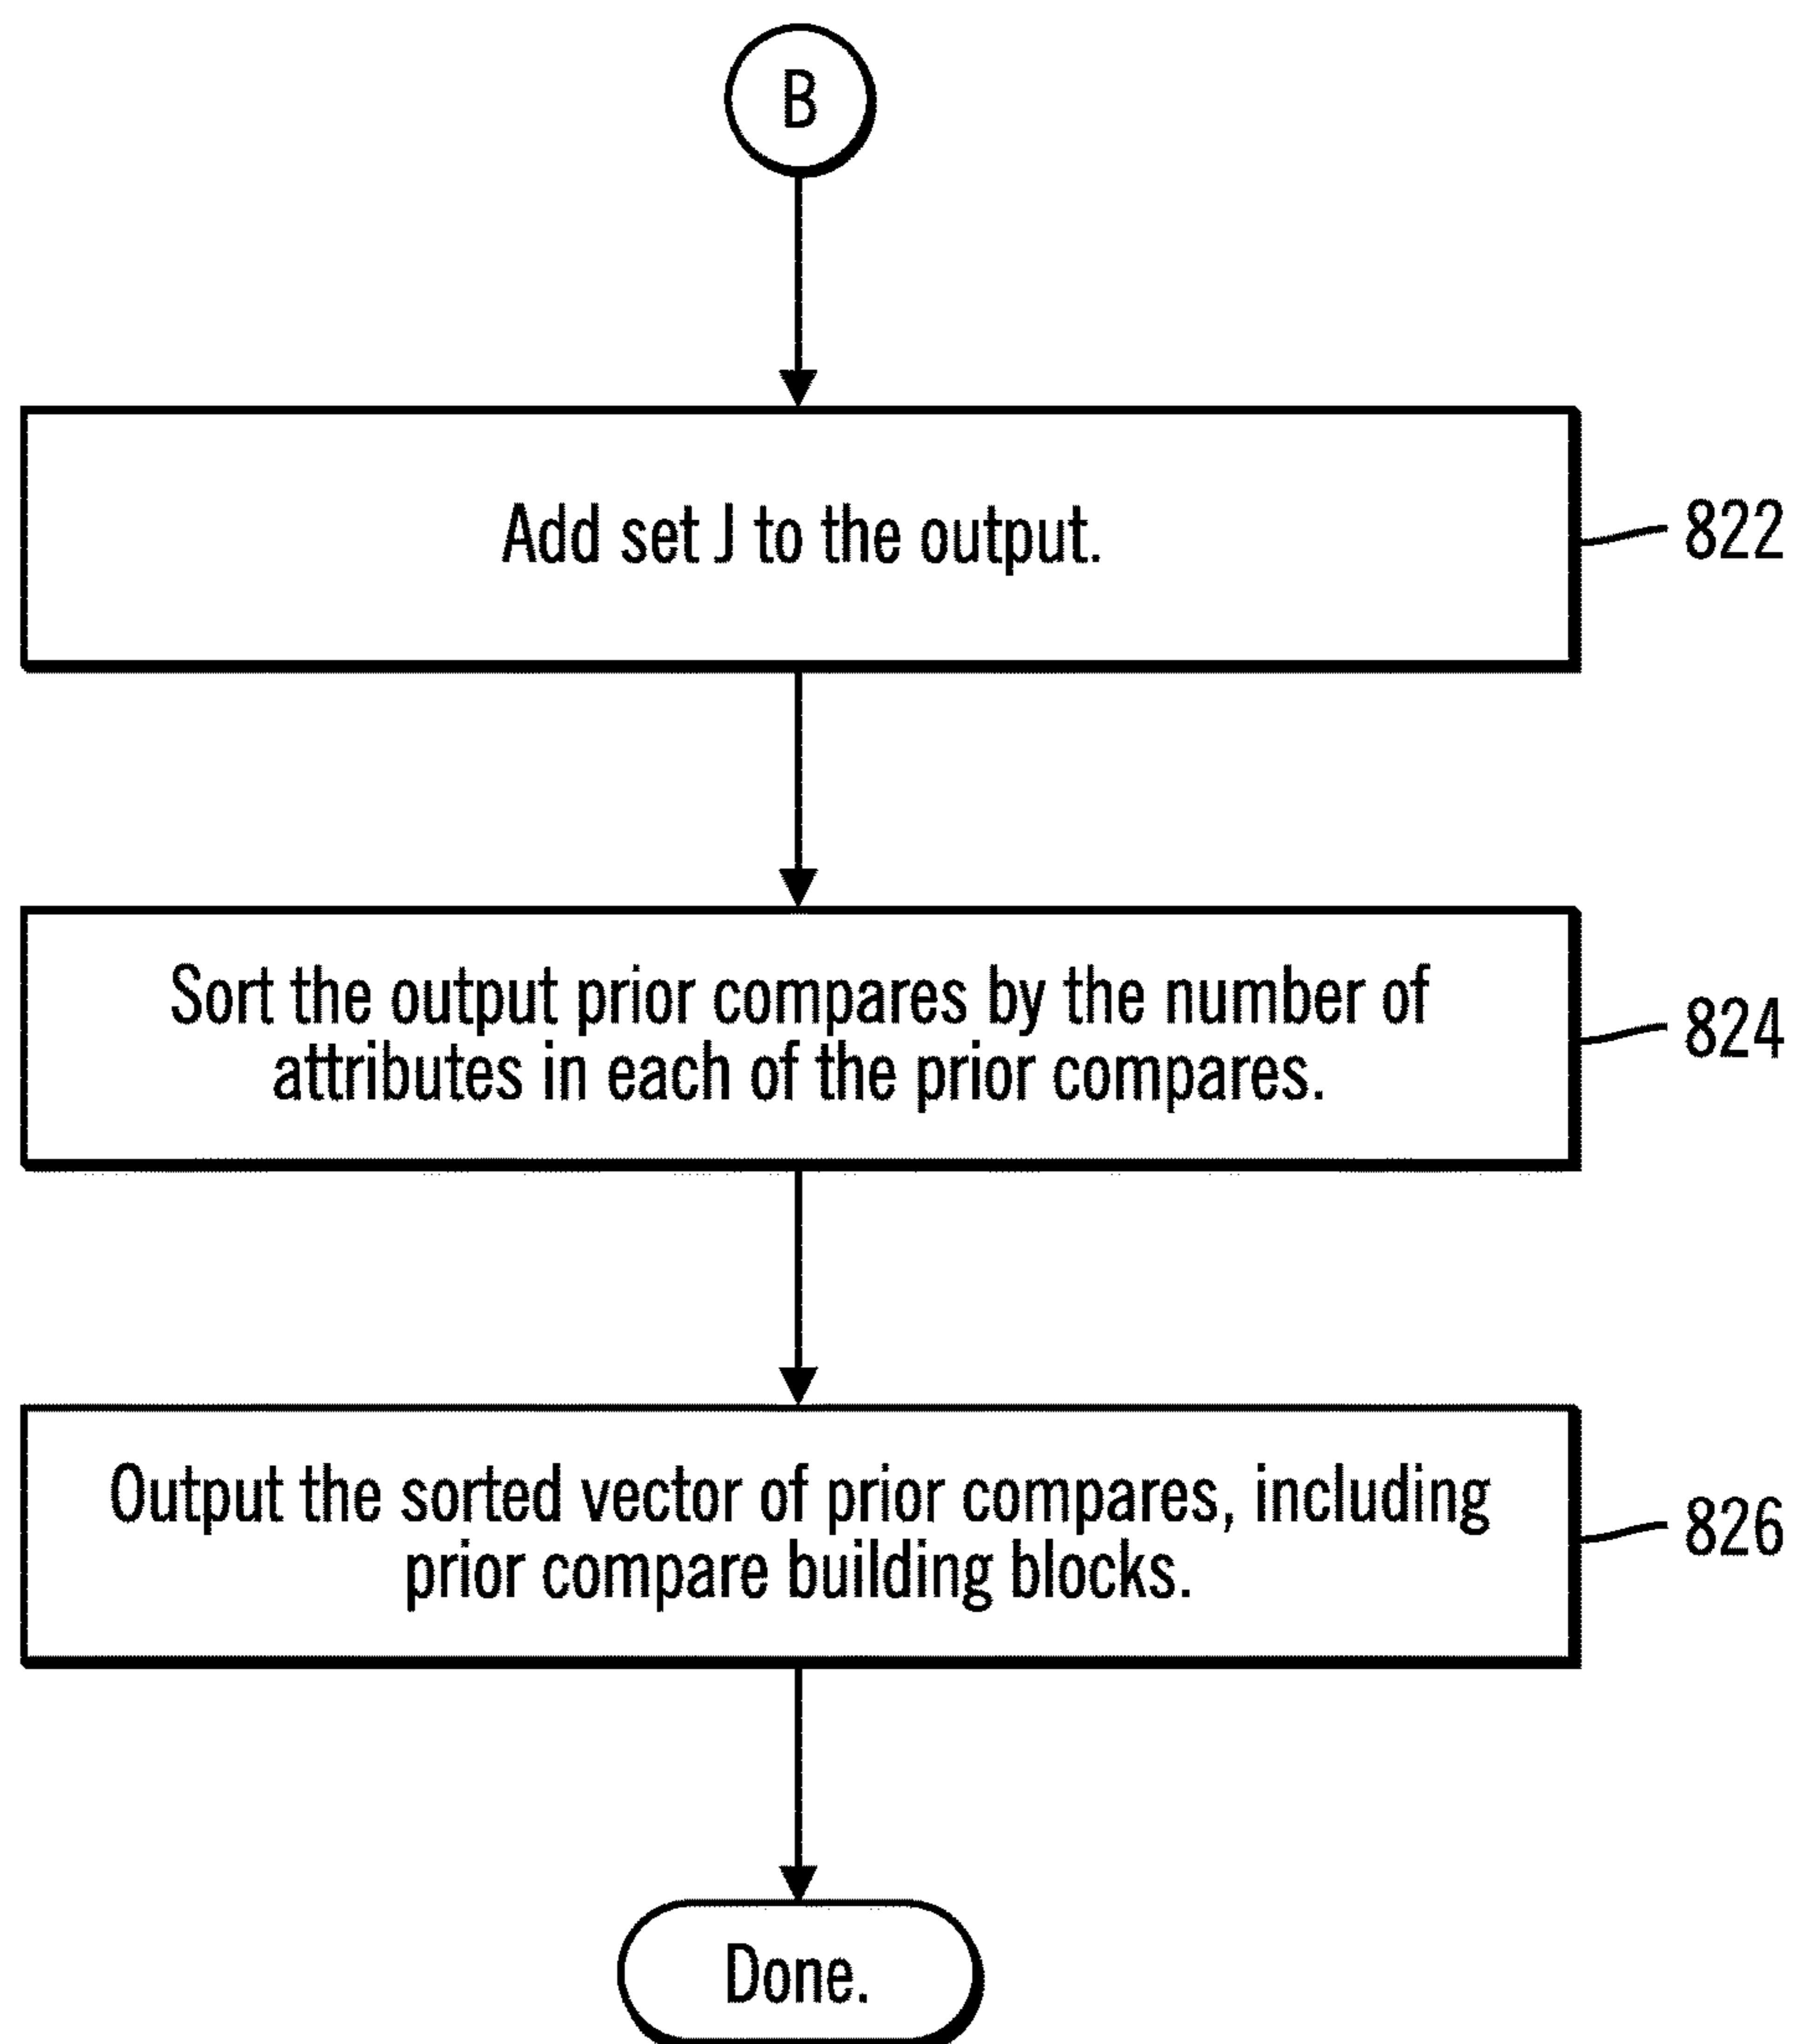 B
Add set J to the output.
822
Sort the output prior compares by the number of
attributes in each of the prior compares.
824
Output the sorted vector of prior compares, including
prior compare building blocks.
826
Done.